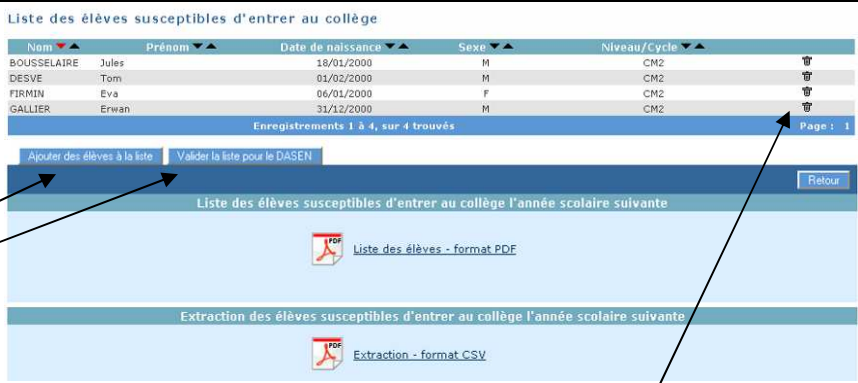 Liste des élèves susceptibles d'entrer au collège
Nom Prénom Date de naissance Sexe Niveau/Cycle
BOUSSELAIRE Jules 18/01/2000 M CM2
DESVE Tom 01/02/2000 M CM2
FIRMIN Eva 06/01/2000 F CM2
GALLIER Erwan 31/12/2000 M CM2
Enregistrements 1 à 4, sur 4 trouvés Page : 1
Ajouter des élèves à la liste Valider la liste pour le DASEN
Retour
Liste des élèves susceptibles d'entrer au collège l'année scolaire suivante
PDF Liste des élèves - format PDF
Extraction des élèves susceptibles d'entrer au collège l'année scolaire suivante
PDF Extraction - format CSV